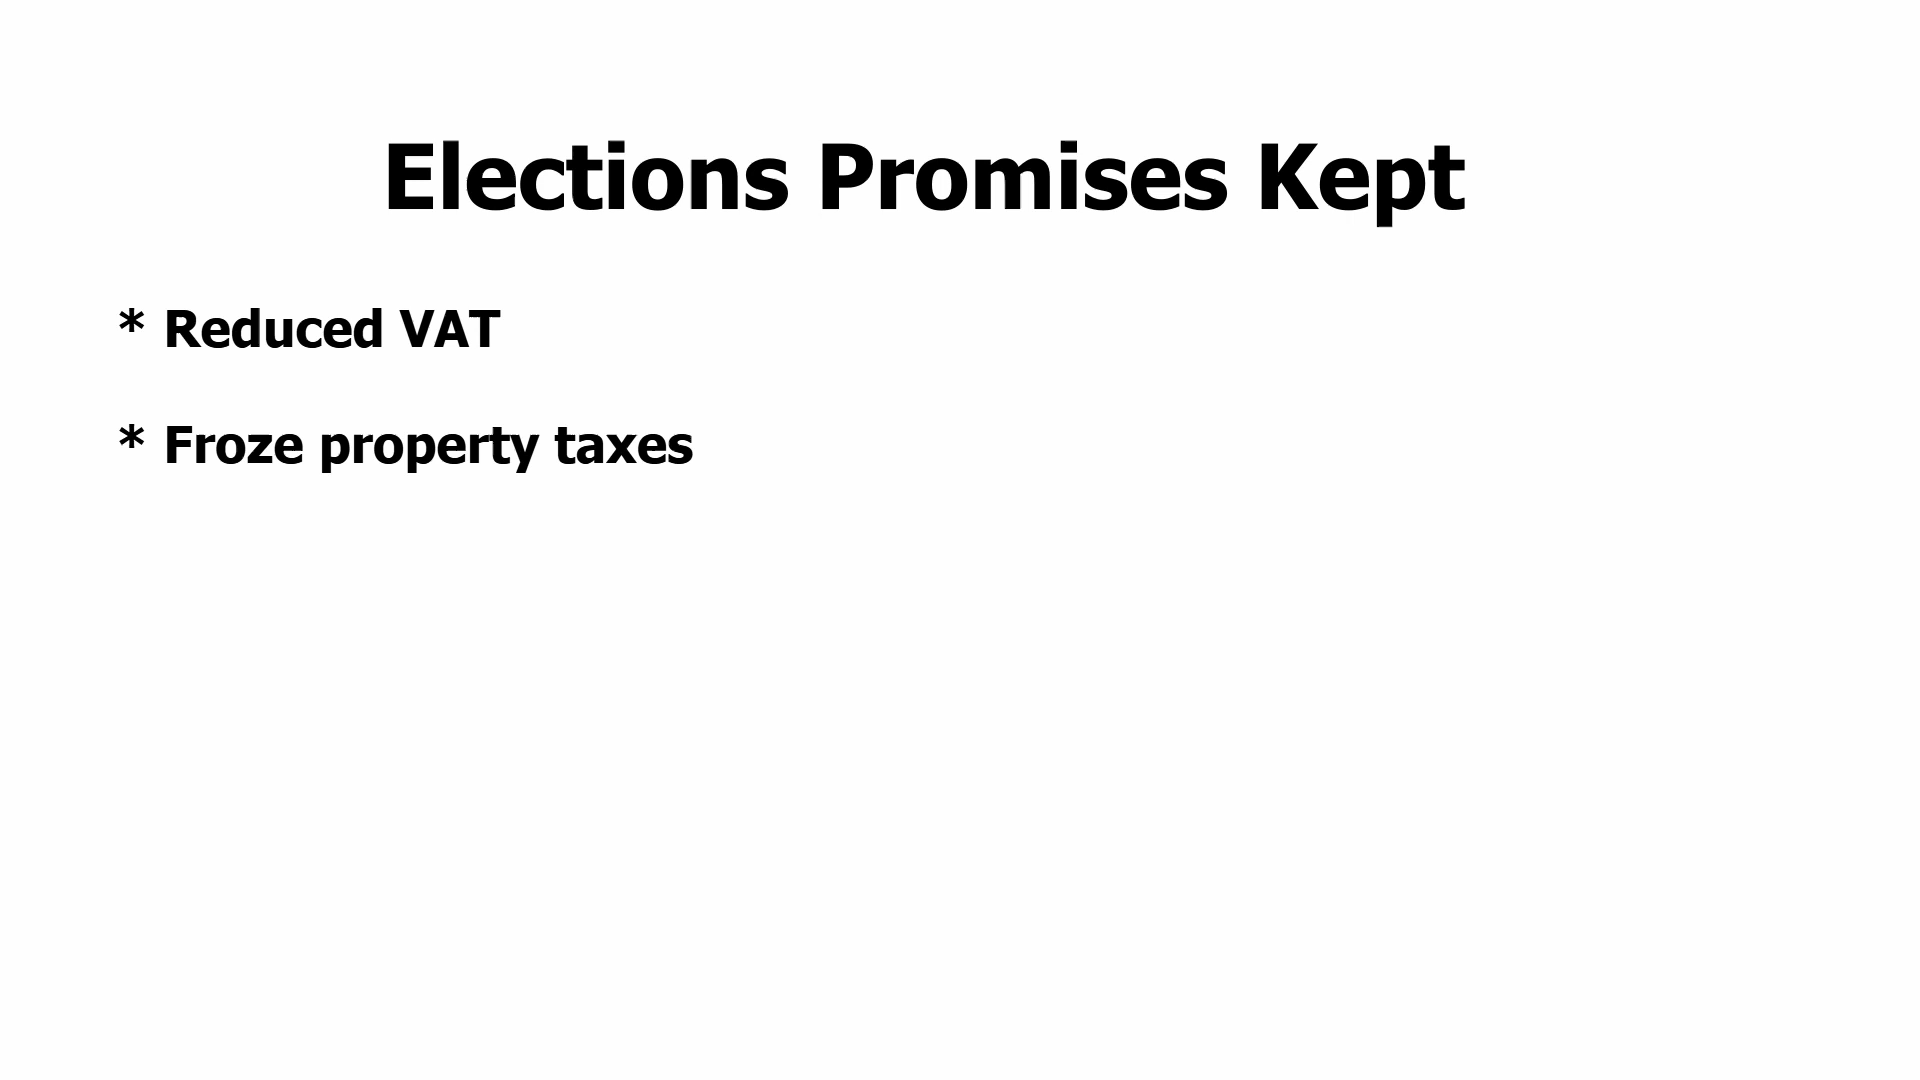 Elections Promises Kept
* Reduced VAT
* Froze property taxes